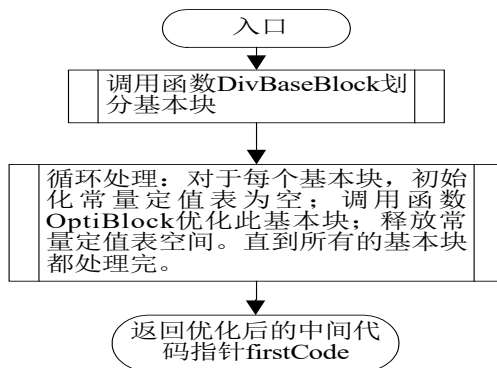 入口
调用函数DivBaseBlock划
分基本块
循环处理：对于每个基本块，初始
化常量定值表为空；调用函数
OptiBlock优化此基本块；释放常
量定值表空间。直到所有的基本块
都处理完。
返回优化后的中间代
码指针firstCode